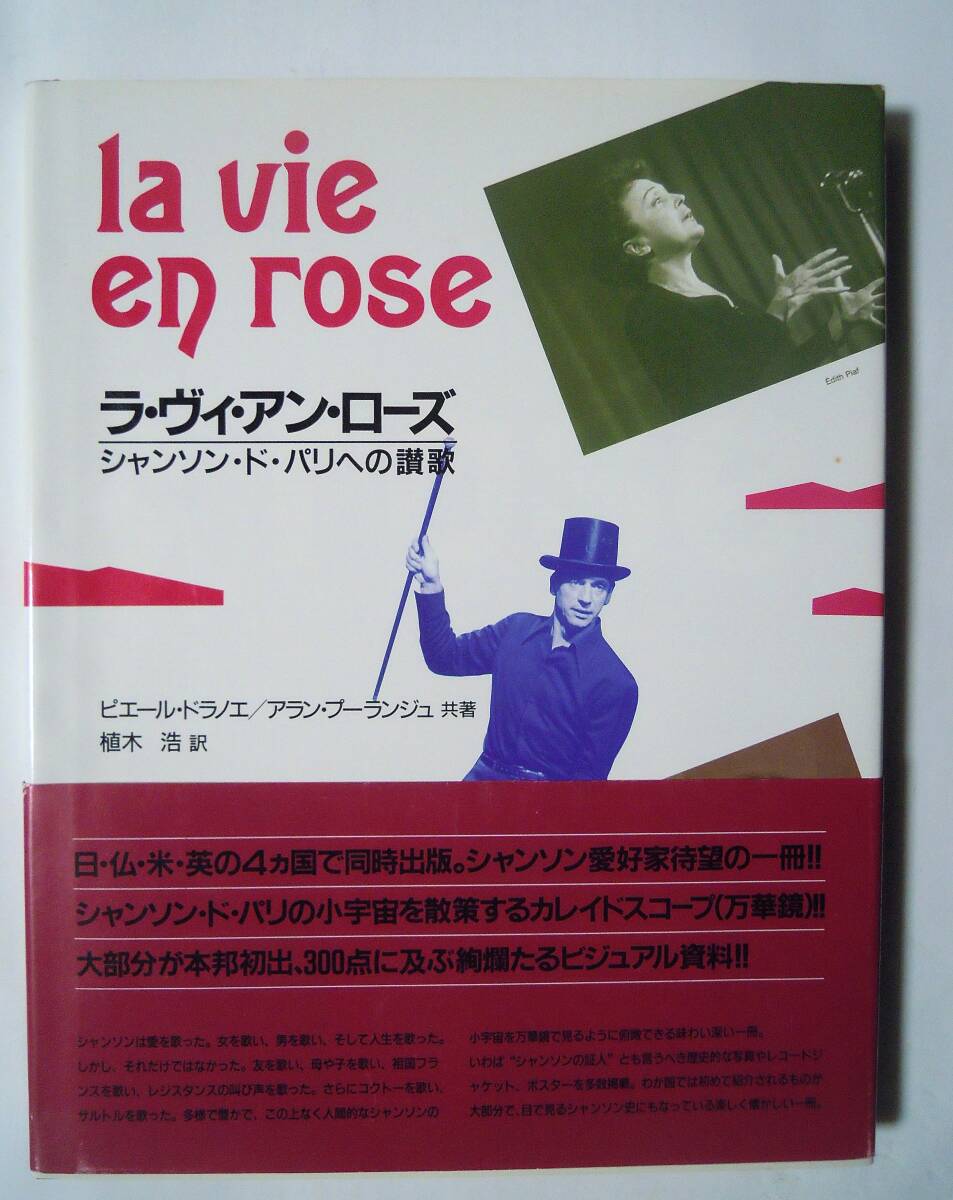 la vie
en rose
Edith Piaf
ラ・ヴィ・アン・ローズ
シャンソン・ド・パリへの讃歌
ピエール・ドラノエ／アラン・プーランジュ 共著
植木 浩 訳
日・仏・米・英の4ヵ国で同時出版。シャンソン愛好家待望の一冊!!
シャンソン・ド・パリの小宇宙を散策するカレイドスコープ(万華鏡)!!
大部分が本邦初出、300点に及ぶ絢爛たるビジュアル資料!!
シャンソンは愛を歌った。女を歌い、男を歌い、そして人生を歌った。
しかし、それだけではなかった。友を歌い、母や子を歌い、祖国フラ
ンスを歌い、レジスタンスの叫び声を歌った。さらにコクトーを歌い、
サルトルを歌った。多様で豊かで、この上なく人間的なシャンソンの
小宇宙を万華鏡で見るように俯瞰できる味わい深い一冊。
いわば“シャンソンの証人”とも言うべき歴史的な写真やレコードジ
ャケット、ポスターを多数掲載。わが国では初めて紹介されるものが
大部分で、目で見るシャンソン史にもなっている楽しく懐かしい一冊。